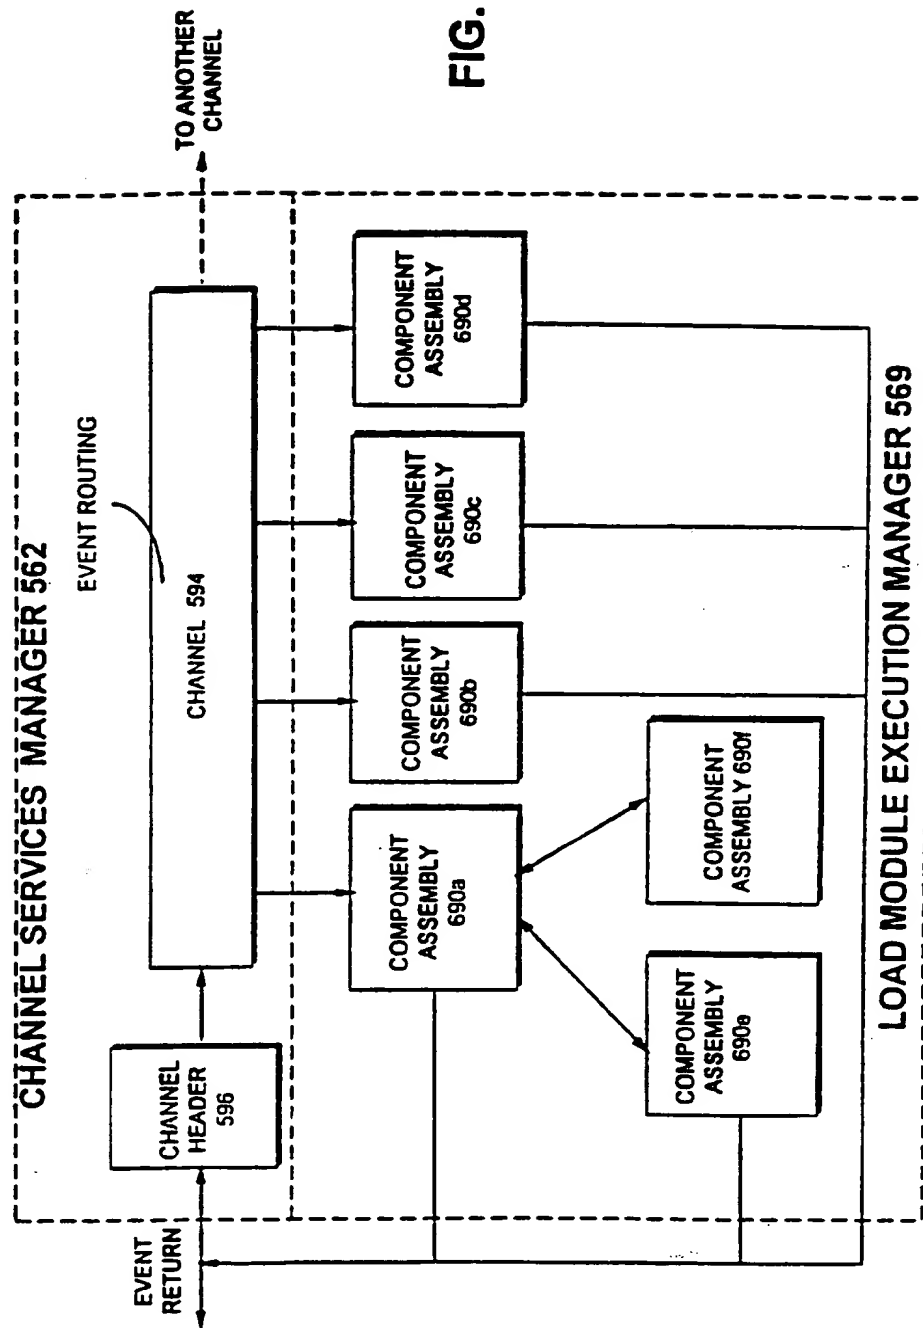 CHANNEL SERVICES MANAGER 562
EVENT ROUTING
TO ANOTHER
CHANNEL
EVENT
RETURN
CHANNEL
HEADER
596
CHANNEL 594
COMPONENT
ASSEMBLY
690a
COMPONENT
ASSEMBLY
690b
COMPONENT
ASSEMBLY
690c
COMPONENT
ASSEMBLY
690d
COMPONENT
ASSEMBLY
690e
COMPONENT
ASSEMBLY 690f
LOAD MODULE EXECUTION MANAGER 569
FIG.